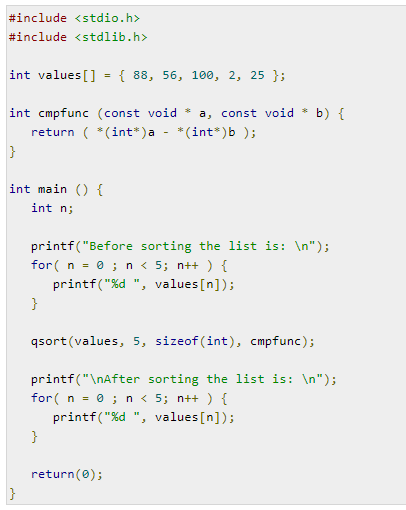 #include <stdio.h>
#include <stdlib.h>

int values[] = { 88, 56, 100, 2, 25 };

int cmpfunc (const void * a, const void * b) {
   return ( *(int*)a - *(int*)b );
}

int main () {
   int n;

   printf("Before sorting the list is: \n");
   for( n = 0 ; n < 5; n++ ) {
      printf("%d ", values[n]);
   }

   qsort(values, 5, sizeof(int), cmpfunc);

   printf("\nAfter sorting the list is: \n");
   for( n = 0 ; n < 5; n++ ) {
      printf("%d ", values[n]);
   }

   return(0);
}